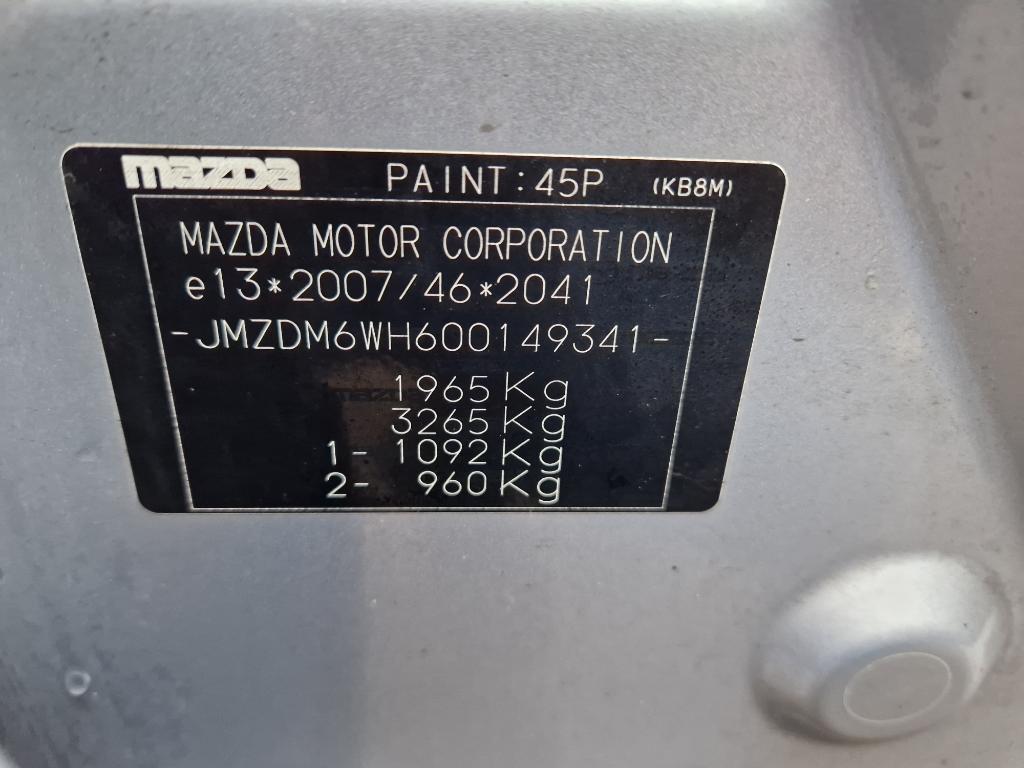 mazda PAINT:45P (KB8M)
MAZDA MOTOR CORPORATION
e13*2007/46*2041
-JMZDM6WH600149341-
1965Kg
3265Kg
1- 1092Kg
2- 960Kg